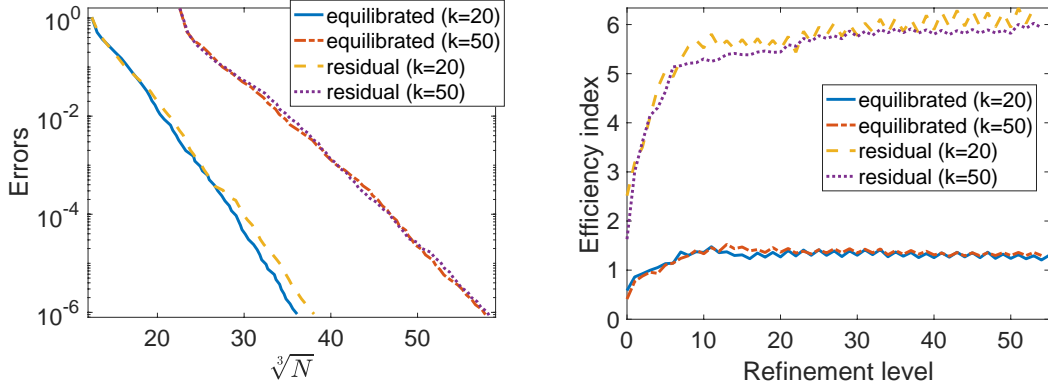 10^0
10^-2
10^-4
10^-6
Errors
20
30
40
50
∛N
equilibrated (k=20)
equilibrated (k=50)
residual (k=20)
residual (k=50)
6
5
4
3
2
1
0
Efficiency index
0
10
20
30
40
50
Refinement level
equilibrated (k=20)
equilibrated (k=50)
residual (k=20)
residual (k=50)